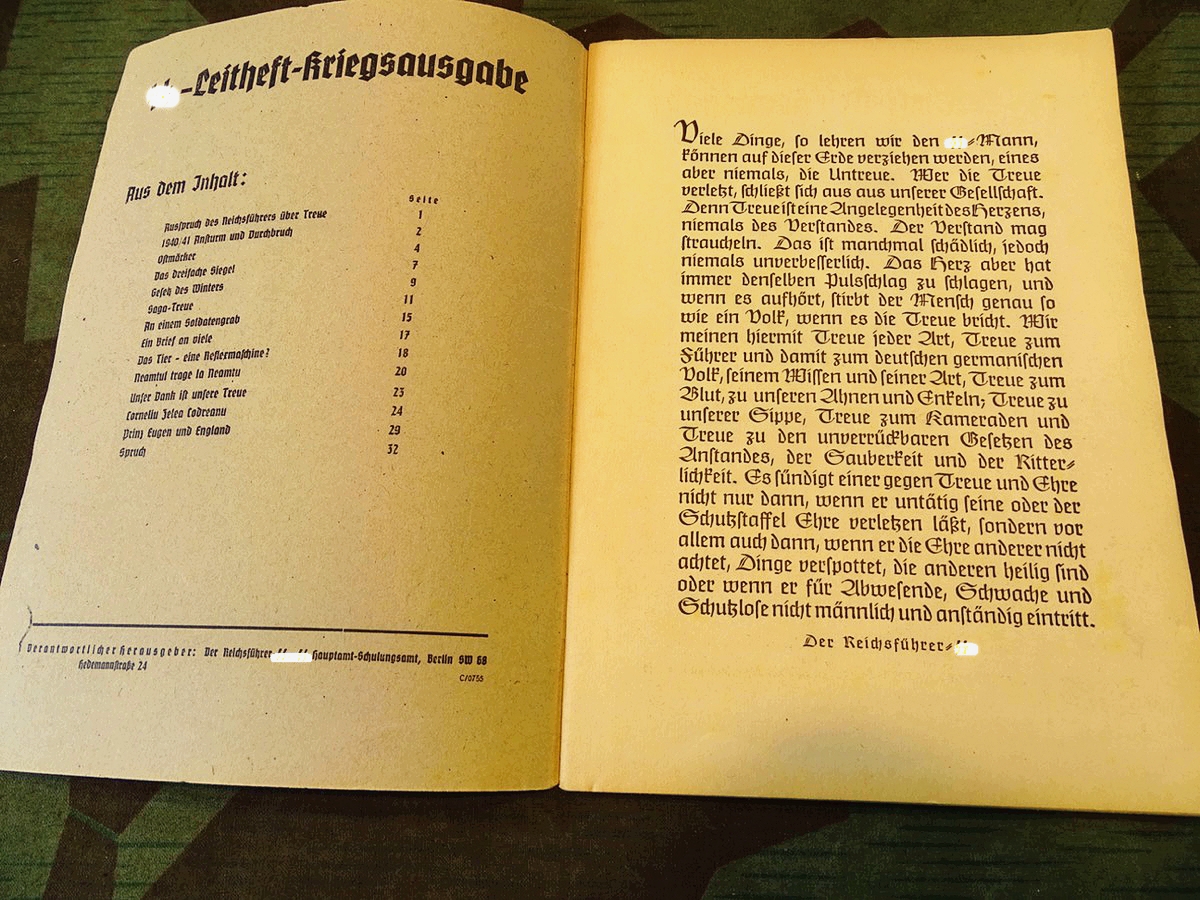 -Leitheft-Kriegsausgabe
Aus dem Inhalt:
Seite
Ausspruch des Reichsführers über Treue 1
1940/41 Ansturm und Durchbruch 2
Ostmärker 4
Das dreifache Siegel 7
Gesetz des Winters 9
Saga-Treue 11
An einem Soldatengrab 15
Ein Brief an viele 17
Das Tier – eine Reflexmaschine? 18
Neamtul trage la Neamtu 20
Unser Dank ist unsere Treue 23
Corneliu Zelea Codreanu 24
Prinz Eugen und England 29
Spruch 32
Verantwortlicher Herausgeber: Der Reichsführer Hauptamt-Schulungsamt, Berlin SW 68
Hedemannstraße 24
C/0755
Viele Dinge, so lehren wir den -Mann,
können auf dieser Erde verziehen werden, eines
aber niemals, die Untreue. Wer die Treue
verletzt, schließt sich aus aus unserer Gesellschaft.
Denn Treue ist eine Angelegenheit des Herzens,
niemals des Verstandes. Der Verstand mag
straucheln. Das ist manchmal schädlich, jedoch
niemals unverbesserlich. Das Herz aber hat
immer denselben Pulsschlag zu schlagen, und
wenn es aufhört, stirbt der Mensch genau so
wie ein Volk, wenn es die Treue bricht. Wir
meinen hiermit Treue jeder Art, Treue zum
Führer und damit zum deutschen germanischen
Volk, seinem Wissen und seiner Art, Treue zum
Blut, zu unseren Ahnen und Enkeln; Treue zu
unserer Sippe, Treue zum Kameraden und
Treue zu den unverrückbaren Gesetzen des
Anstandes, der Sauberkeit und der Ritter-
lichkeit. Es sündigt einer gegen Treue und Ehre
nicht nur dann, wenn er untätig seine oder der
Schutzstaffel Ehre verletzen läßt, sondern vor
allem auch dann, wenn er die Ehre anderer nicht
achtet, Dinge verspottet, die anderen heilig sind
oder wenn er für Abwesende, Schwache und
Schutzlose nicht männlich und anständig eintritt.
Der Reichsführer-